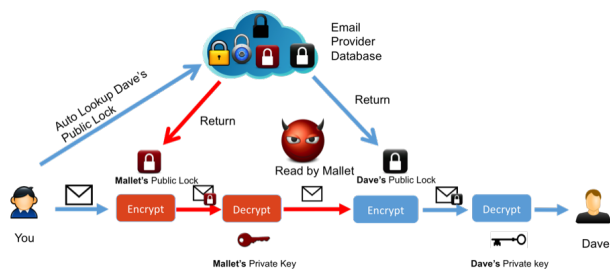 Email
Provider
Database
Auto Lookup Dave's
Public Lock
Return
Return
Read by Mallet
Mallet's Public Lock
Dave's Public Lock
Encrypt
Decrypt
Encrypt
Decrypt
You
Dave
Mallet's Private Key
Dave's Private key